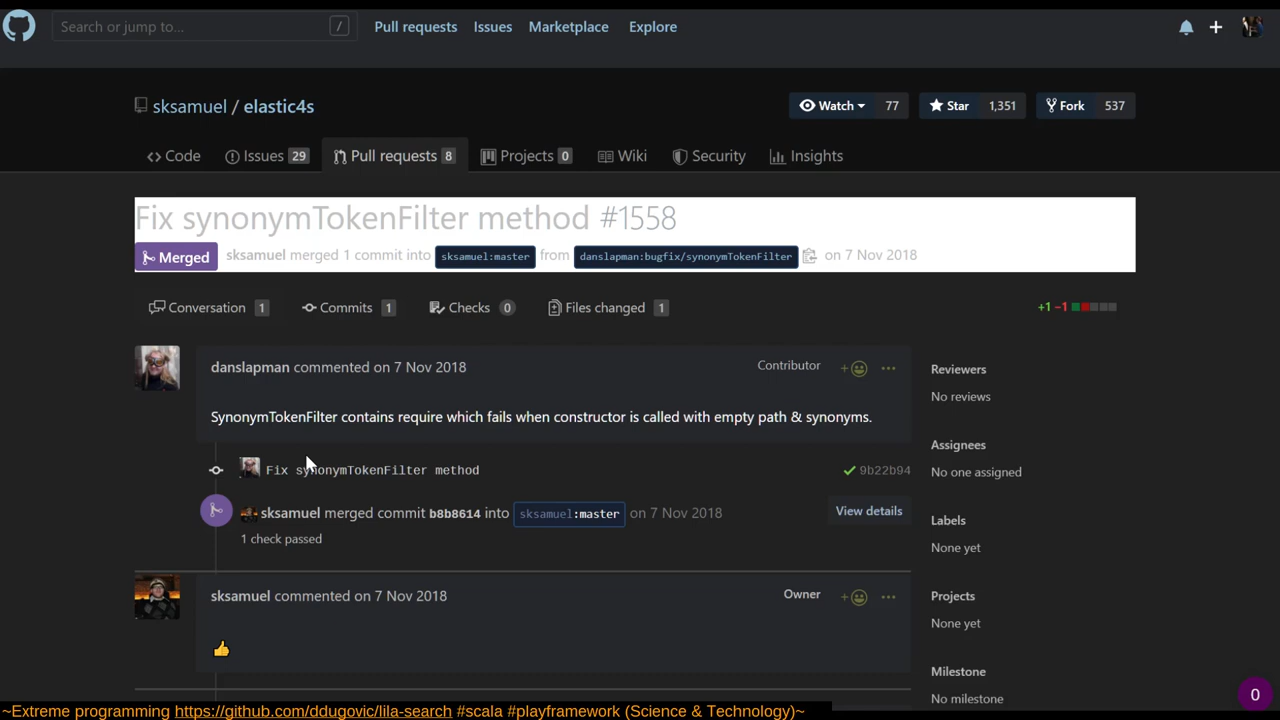 Search or jump to... / Pull requests Issues Marketplace Explore
sksamuel / elastic4s Watch 77 Star 1,351 Fork 537
Code Issues 29 Pull requests 8 Projects 0 Wiki Security Insights
Fix synonymTokenFilter method #1558
Merged sksamuel merged 1 commit into sksamuel:master from danslapman:bugfix/synonymTokenFilter on 7 Nov 2018
Conversation 1 Commits 1 Checks 0 Files changed 1 +1 −1
danslapman commented on 7 Nov 2018 Contributor
SynonymTokenFilter contains require which fails when constructor is called with empty path & synonyms.
Fix synonymTokenFilter method 9b22b94
sksamuel merged commit b8b8614 into sksamuel:master on 7 Nov 2018 View details
1 check passed
sksamuel commented on 7 Nov 2018 Owner
Reviewers
No reviews
Assignees
No one assigned
Labels
None yet
Projects
None yet
Milestone
No milestone
0
~Extreme programming https://github.com/ddugovic/lila-search #scala #playframework (Science & Technology)~